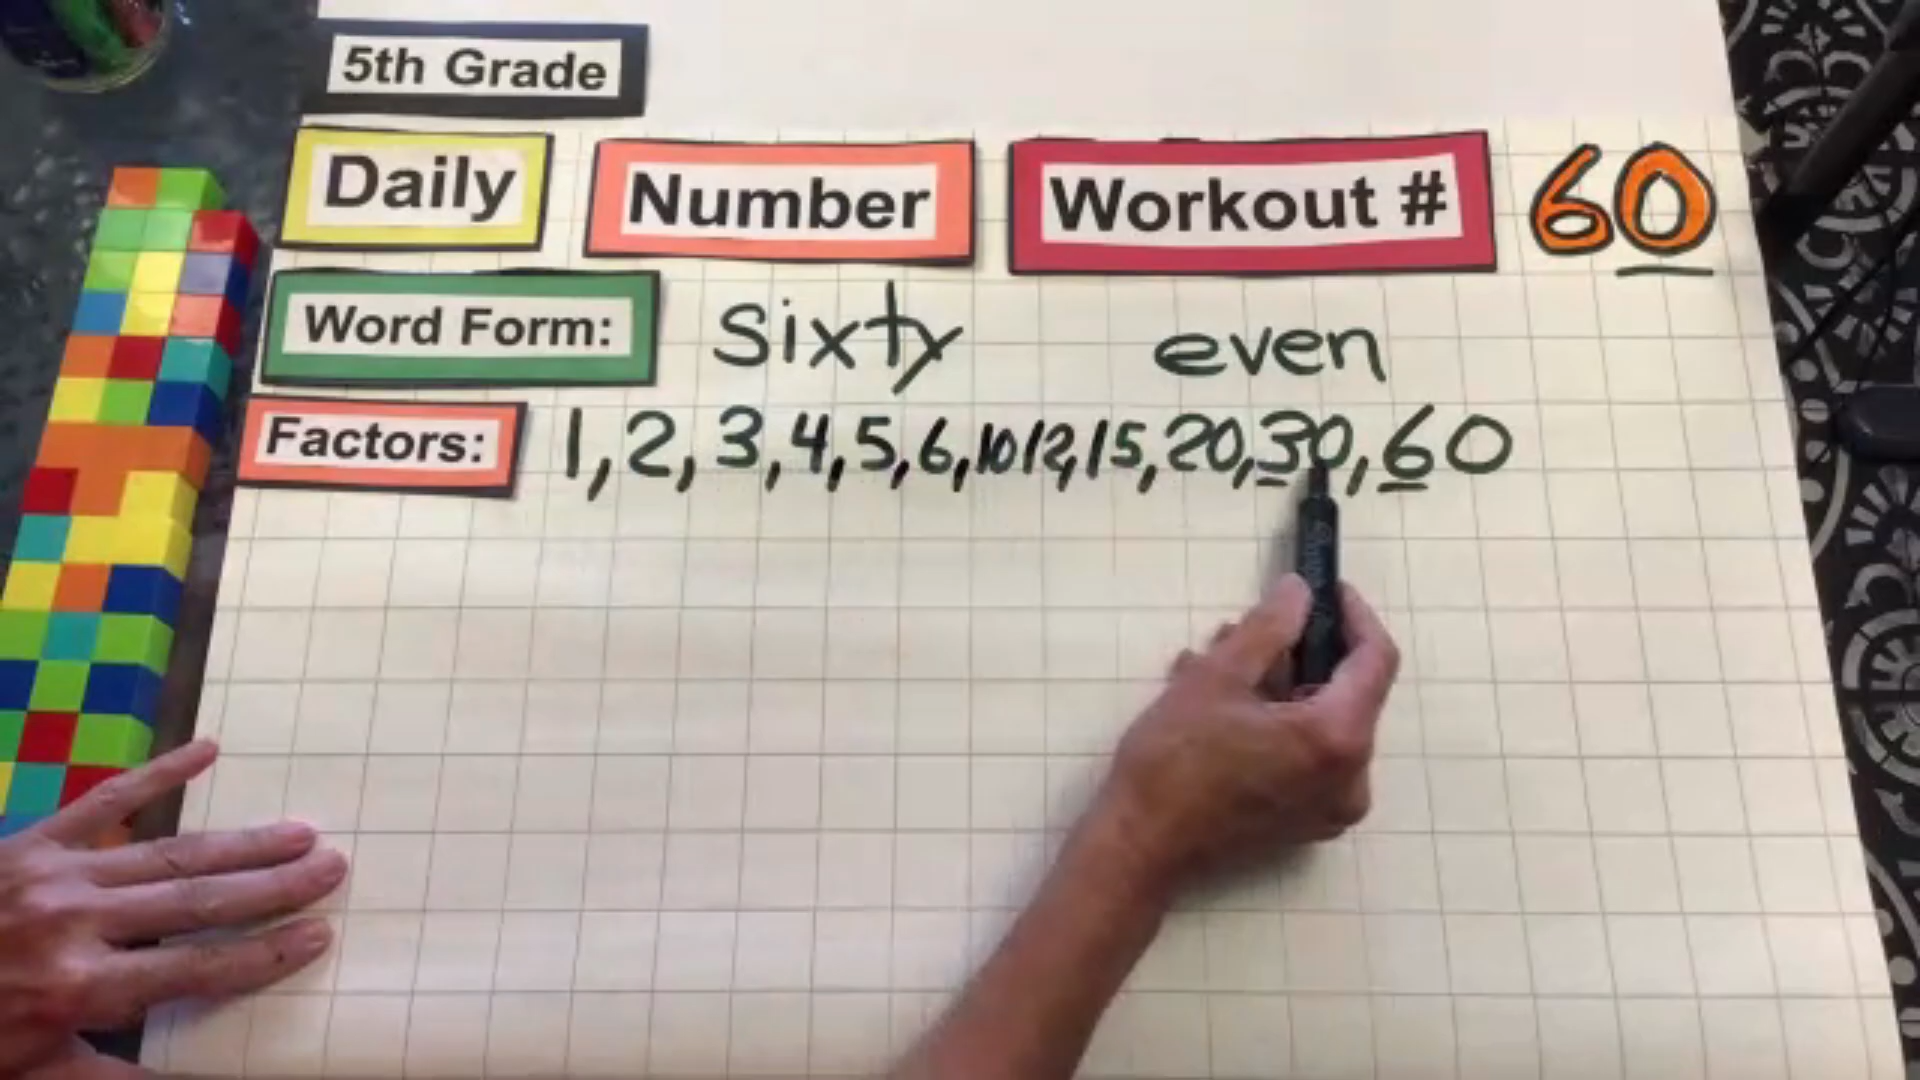 5th Grade
Daily Number Workout # 60
Word Form: Sixty even
Factors: 1, 2, 3, 4, 5, 6, 10 12, 15, 20, 30, 60